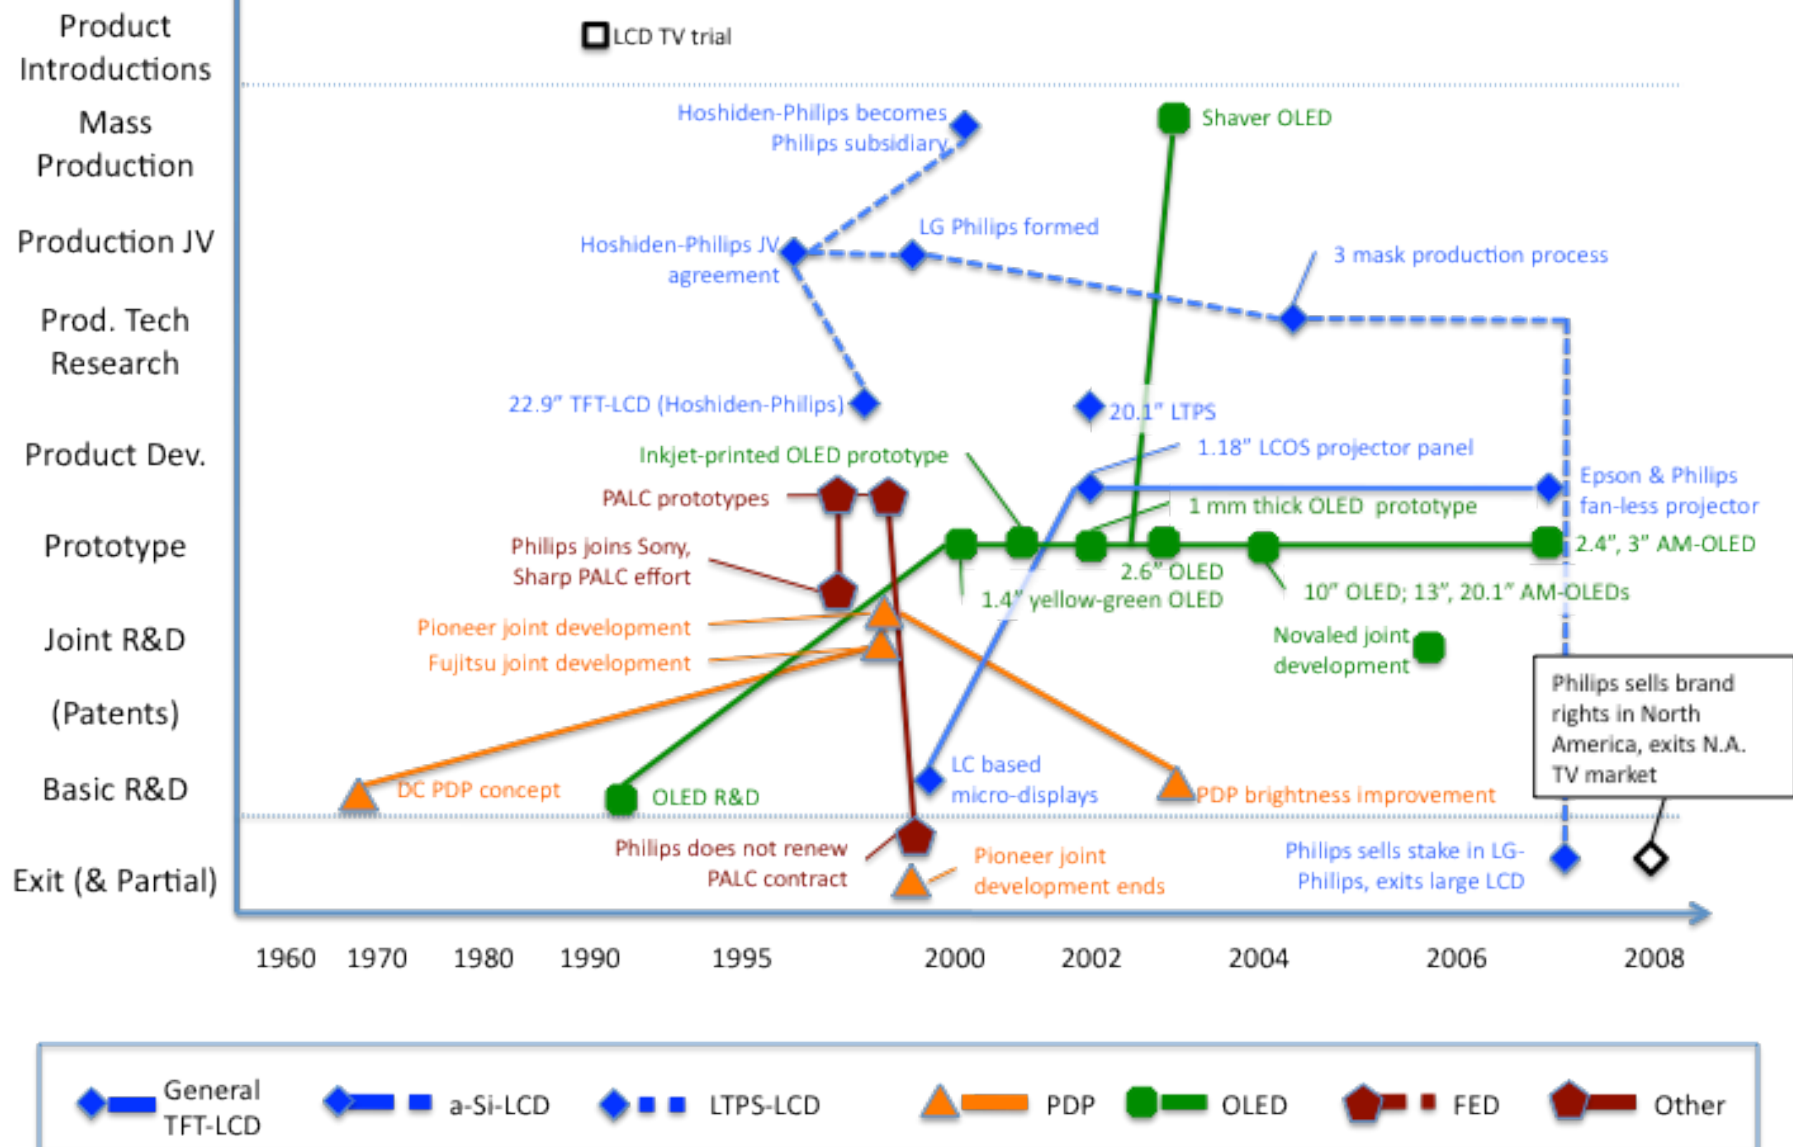 Product
Introductions
LCD TV trial
Mass
Production
Hoshiden-Philips becomes
Philips subsidiary
Shaver OLED
Production JV
Hoshiden-Philips JV
agreement
LG Philips formed
3 mask production process
Prod. Tech
Research
22.9” TFT-LCD (Hoshiden-Philips)
20.1” LTPS
Product Dev.
Inkjet-printed OLED prototype
1.18” LCOS projector panel
PALC prototypes
1 mm thick OLED prototype
Epson & Philips
fan-less projector
Prototype
Philips joins Sony,
Sharp PALC effort
2.4”, 3” AM-OLED
2.6” OLED
1.4” yellow-green OLED
10” OLED; 13”, 20.1” AM-OLEDs
Joint R&D
Pioneer joint development
Fujitsu joint development
Novaled joint
development
(Patents)
Philips sells brand
rights in North
America, exits N.A.
TV market
Basic R&D
DC PDP concept
OLED R&D
LC based
micro-displays
PDP brightness improvement
Exit (& Partial)
Philips does not renew
PALC contract
Pioneer joint
development ends
Philips sells stake in LG-
Philips, exits large LCD
1960 1970 1980 1990 1995 2000 2002 2004 2006 2008
General
TFT-LCD
a-Si-LCD
LTPS-LCD
PDP
OLED
FED
Other